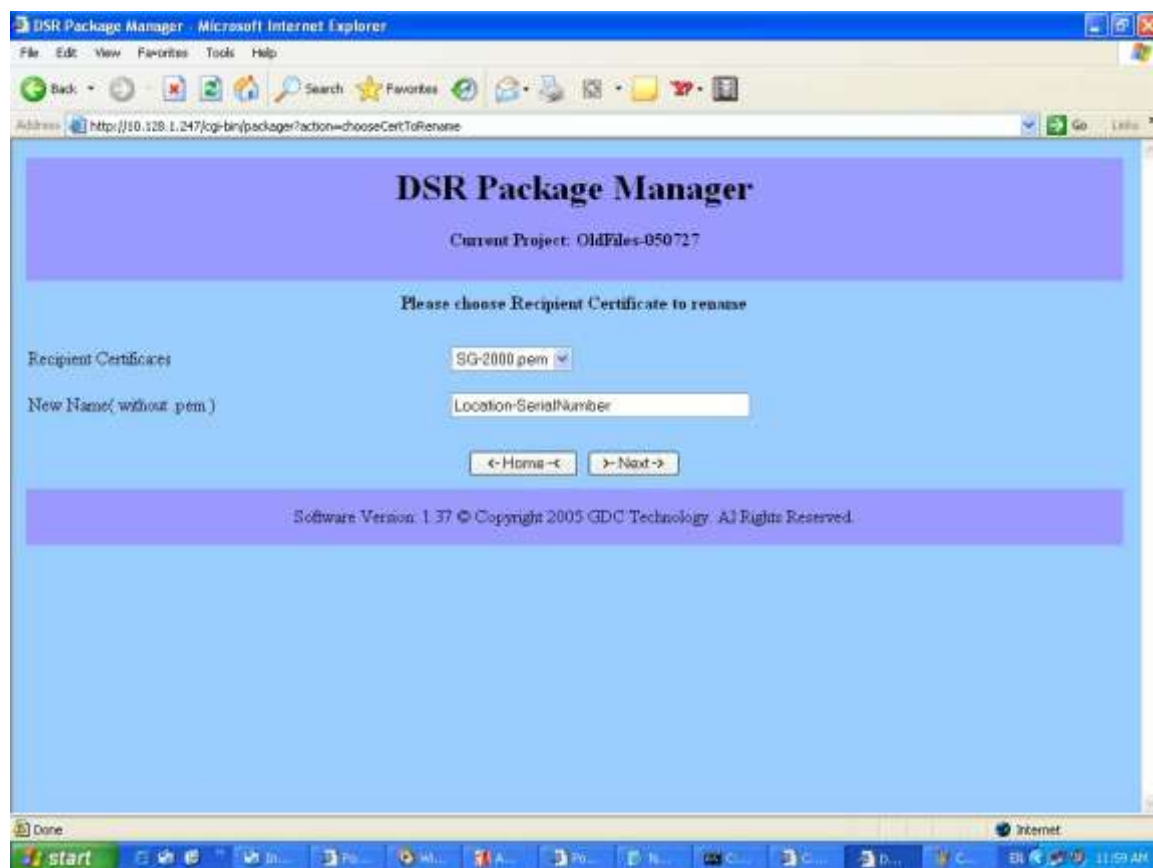 DSR Package Manager - Microsoft Internet Explorer
File Edit View Favorites Tools Help
Back Search Favorites
Address http://10.128.1.247/cgi-bin/packager?action=chooseCertToRename Go Links
DSR Package Manager
Current Project: OldFiles-050727
Please choose Recipient Certificate to rename
Recipient Certificates SG-2000.pem
New Name( without .pem ) Location-SerialNumber
<-Home-< >-Next->
Software Version: 1.37 © Copyright 2005 GDC Technology. All Rights Reserved.
Done Internet
start EN 11:59 AM